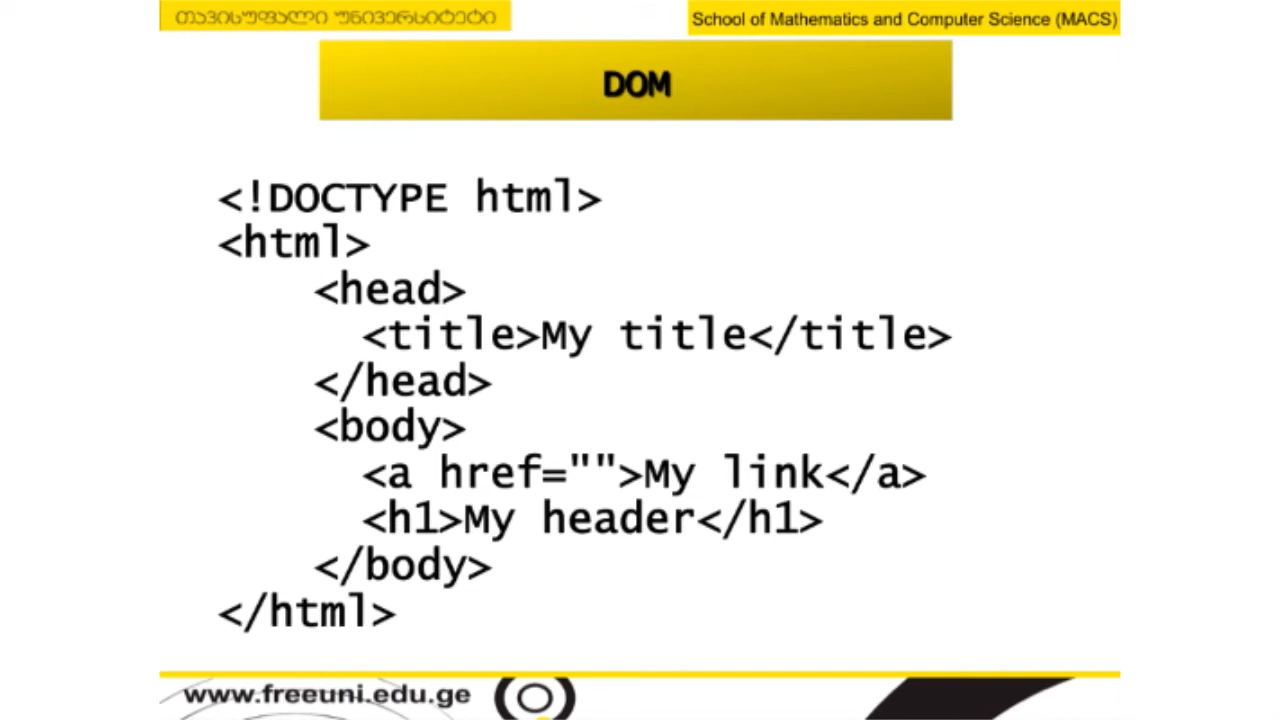 თავისუფალი უნივერსიტეტი
School of Mathematics and Computer Science (MACS)
DOM
<!DOCTYPE html>
<html>
<head>
<title>My title</title>
</head>
<body>
<a href="">My link</a>
<h1>My header</h1>
</body>
</html>
www.freeuni.edu.ge